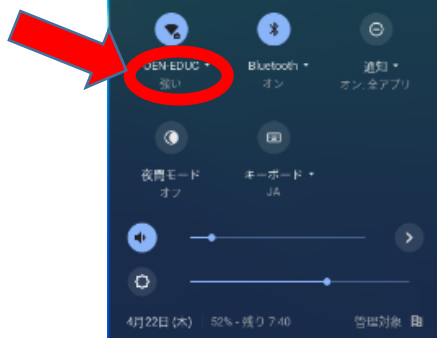 OEN-EDUC
強い
Bluetooth
オン
通知
オン: 全アプリ
夜間モード
オフ
キーボード
JA
4月22日 (木)
52% - 残り 7:40
管理対象